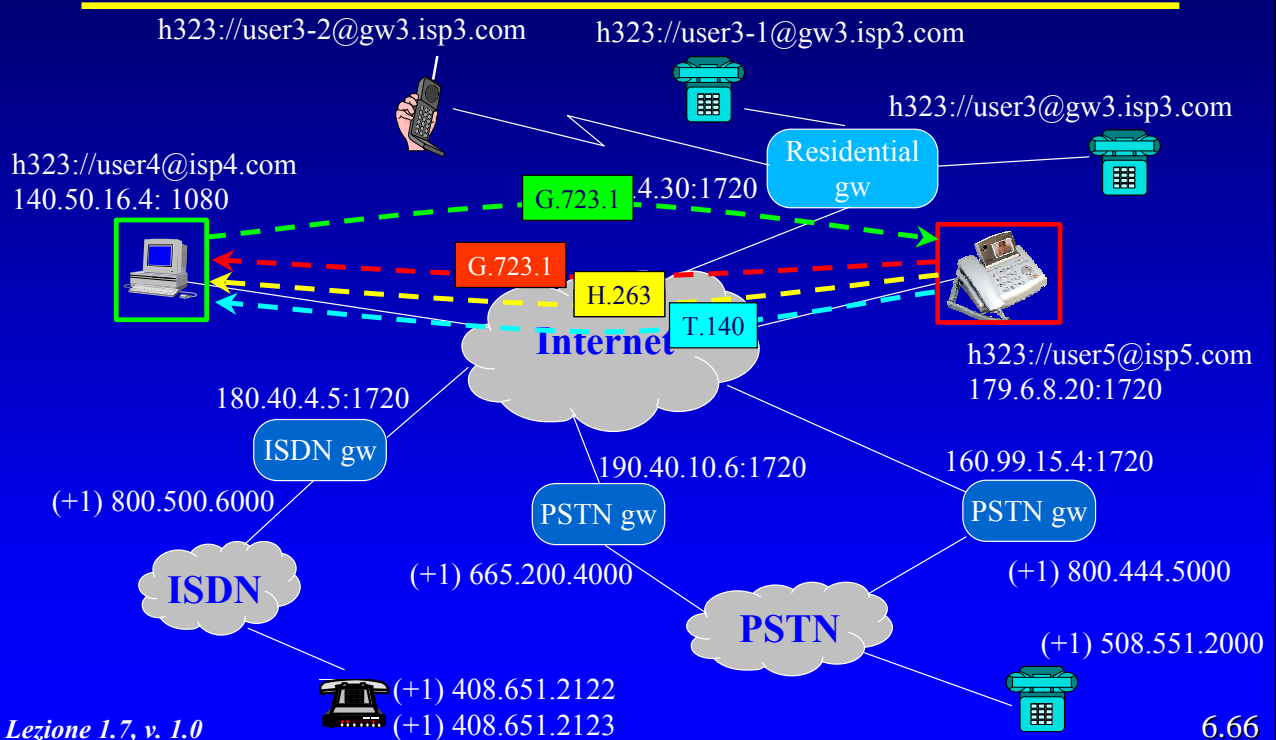 h323://user3-2@gw3.isp3.com
h323://user3-1@gw3.isp3.com
h323://user3@gw3.isp3.com
h323://user4@isp4.com
140.50.16.4: 1080
Residential
gw
.4.30:1720
G.723.1
G.723.1
H.263
T.140
Internet
h323://user5@isp5.com
179.6.8.20:1720
180.40.4.5:1720
ISDN gw
(+1) 800.500.6000
190.40.10.6:1720
PSTN gw
(+1) 665.200.4000
160.99.15.4:1720
PSTN gw
(+1) 800.444.5000
ISDN
PSTN
(+1) 508.551.2000
(+1) 408.651.2122
(+1) 408.651.2123
Lezione 1.7, v. 1.0
6.66